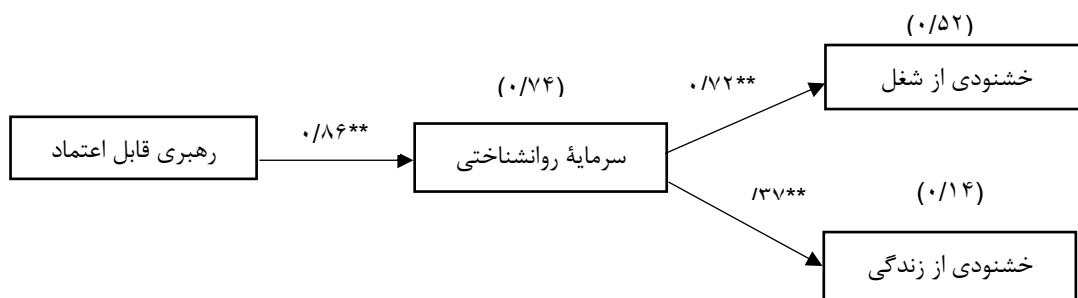 (۰/۵۲)
خشنودی از شغل
۰/۷۲**
(۰/۷۴)
۰/۸۶**
سرمایۀ روانشناختی
رهبری قابل اعتماد
/۳۷**
(۰/۱۴)
خشنودی از زندگی